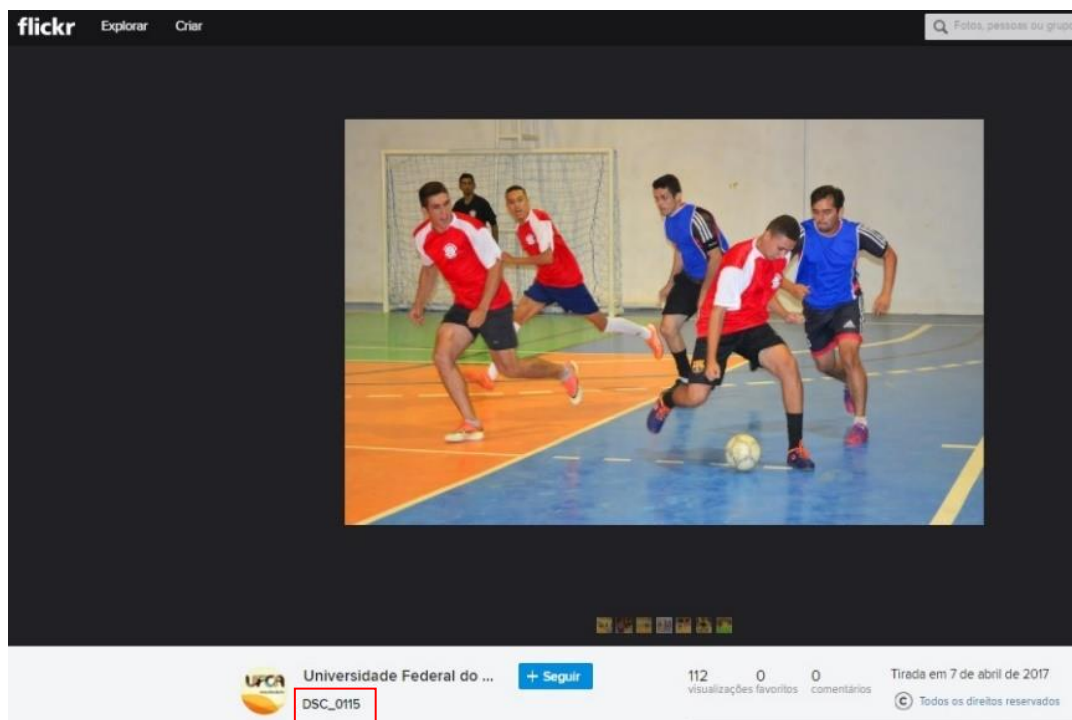 flickr Explorar Criar Fotos, pessoas ou grupo
UFCA Universidade Federal do ... + Seguir 112 0 0 Tirada em 7 de abril de 2017
visualizações favoritos comentários
DSC_0115 © Todos os direitos reservados